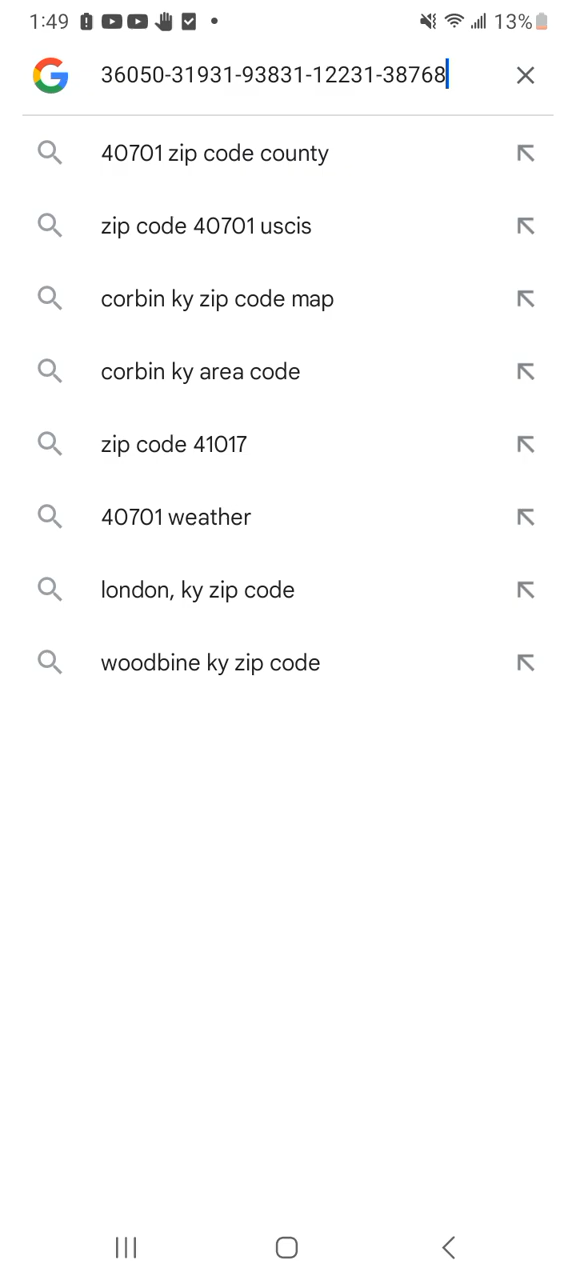 1:49 13%
36050-31931-93831-12231-38768
40701 zip code county
zip code 40701 uscis
corbin ky zip code map
corbin ky area code
zip code 41017
40701 weather
london, ky zip code
woodbine ky zip code